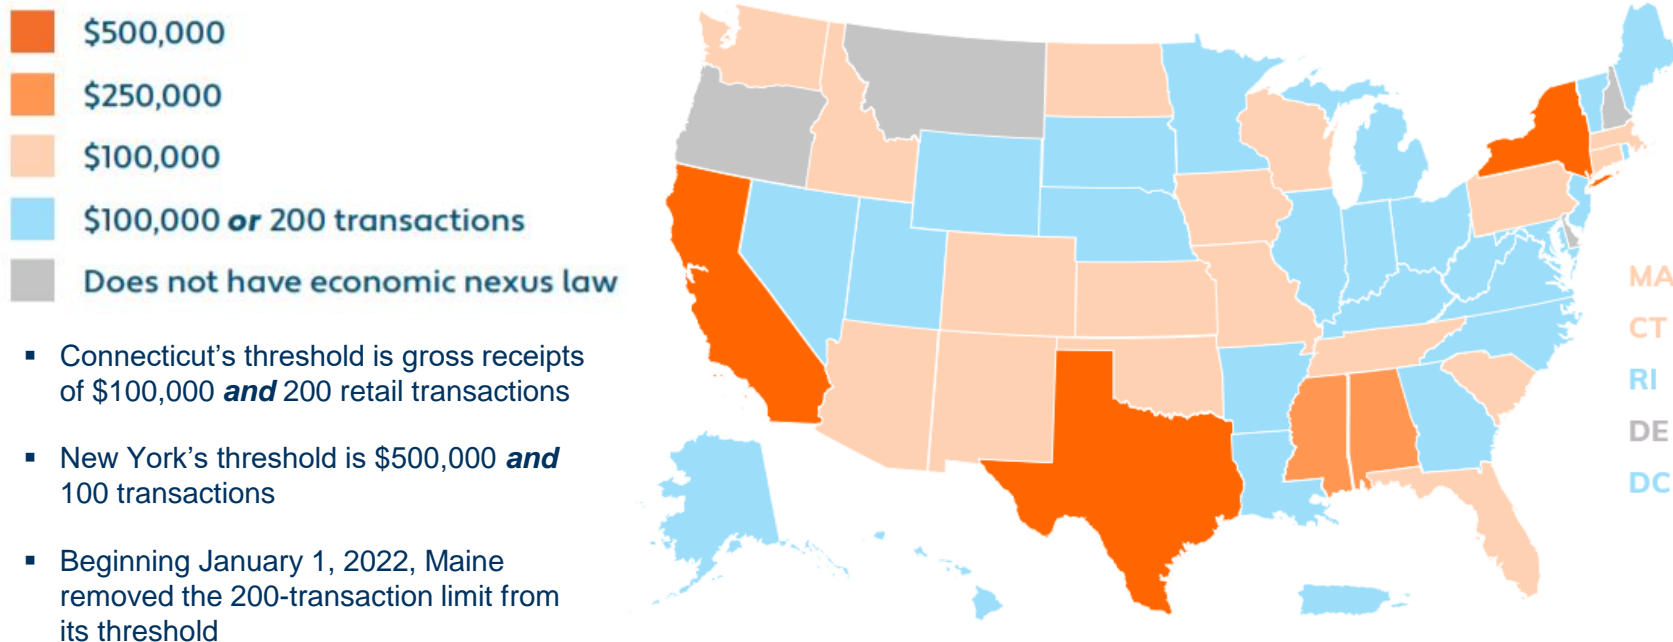 $500,000
$250,000
$100,000
$100,000 or 200 transactions
Does not have economic nexus law
▪ Connecticut’s threshold is gross receipts
of $100,000 and 200 retail transactions
▪ New York’s threshold is $500,000 and
100 transactions
▪ Beginning January 1, 2022, Maine
removed the 200-transaction limit from
its threshold
MA
CT
RI
DE
DC